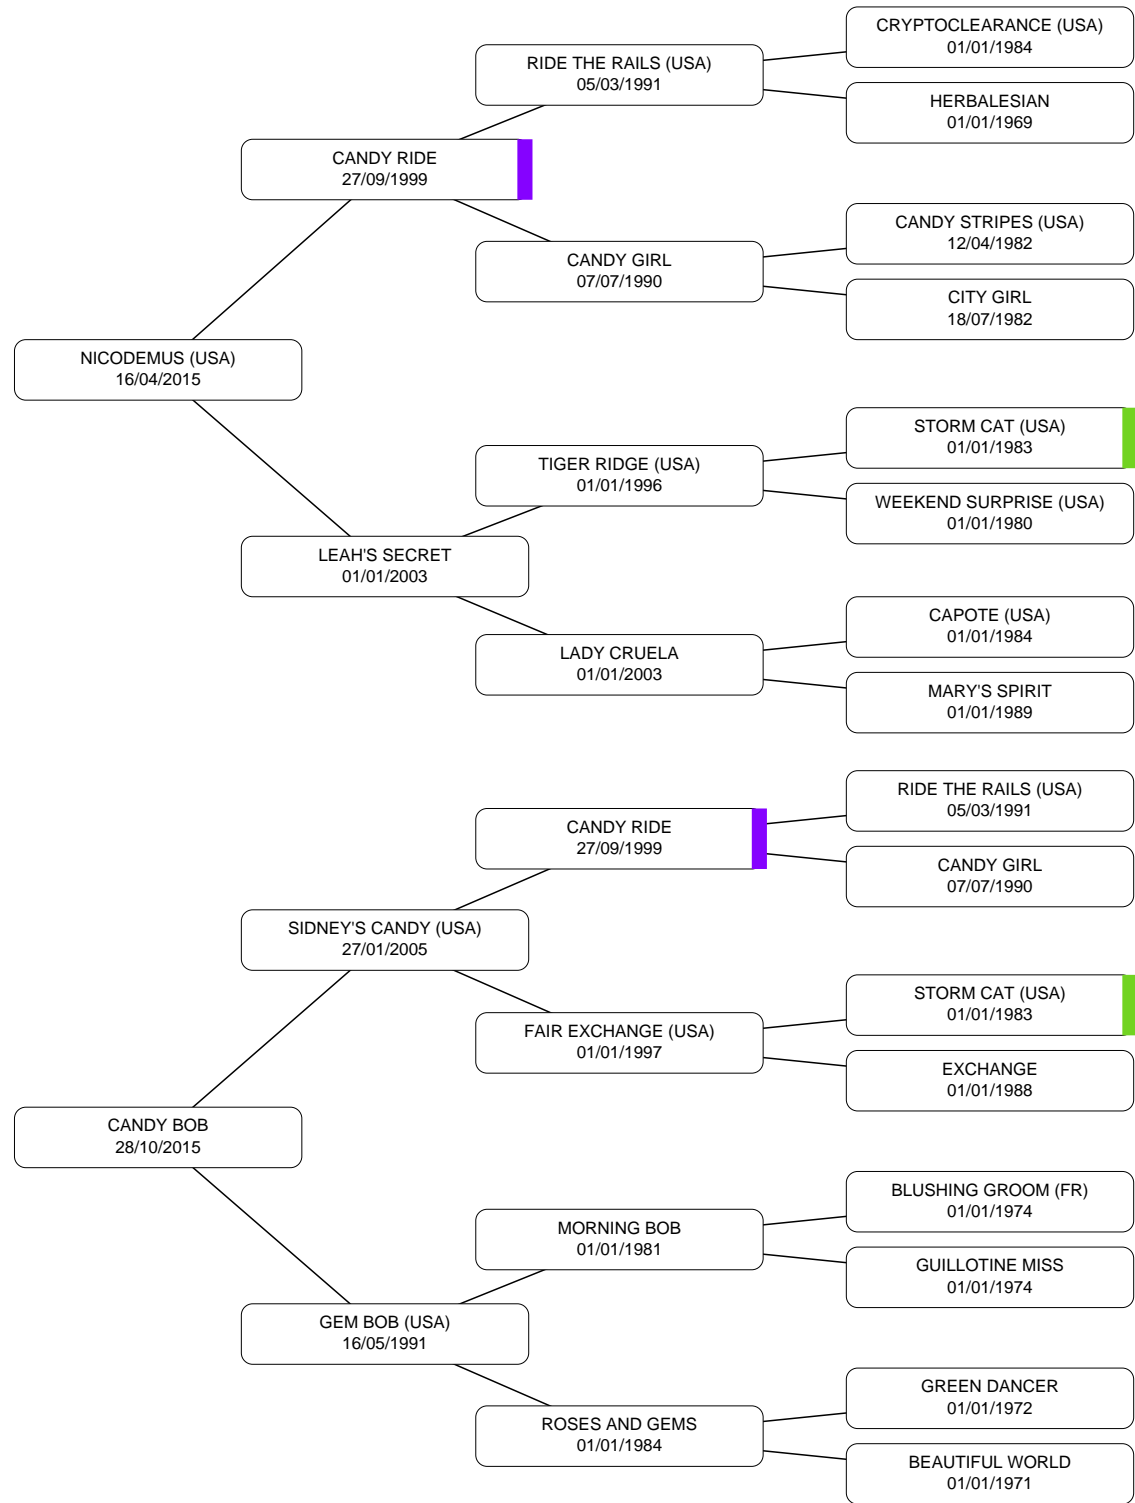 CRYPTOCLEARANCE (USA)
01/01/1984
RIDE THE RAILS (USA)
05/03/1991
HERBALESIAN
01/01/1969
CANDY RIDE
27/09/1999
CANDY STRIPES (USA)
12/04/1982
CANDY GIRL
07/07/1990
CITY GIRL
18/07/1982
NICODEMUS (USA)
16/04/2015
STORM CAT (USA)
01/01/1983
TIGER RIDGE (USA)
01/01/1996
WEEKEND SURPRISE (USA)
01/01/1980
LEAH'S SECRET
01/01/2003
CAPOTE (USA)
01/01/1984
LADY CRUELA
01/01/2003
MARY'S SPIRIT
01/01/1989
RIDE THE RAILS (USA)
05/03/1991
CANDY RIDE
27/09/1999
CANDY GIRL
07/07/1990
SIDNEY'S CANDY (USA)
27/01/2005
STORM CAT (USA)
01/01/1983
FAIR EXCHANGE (USA)
01/01/1997
EXCHANGE
01/01/1988
CANDY BOB
28/10/2015
BLUSHING GROOM (FR)
01/01/1974
MORNING BOB
01/01/1981
GUILLOTINE MISS
01/01/1974
GEM BOB (USA)
16/05/1991
GREEN DANCER
01/01/1972
ROSES AND GEMS
01/01/1984
BEAUTIFUL WORLD
01/01/1971